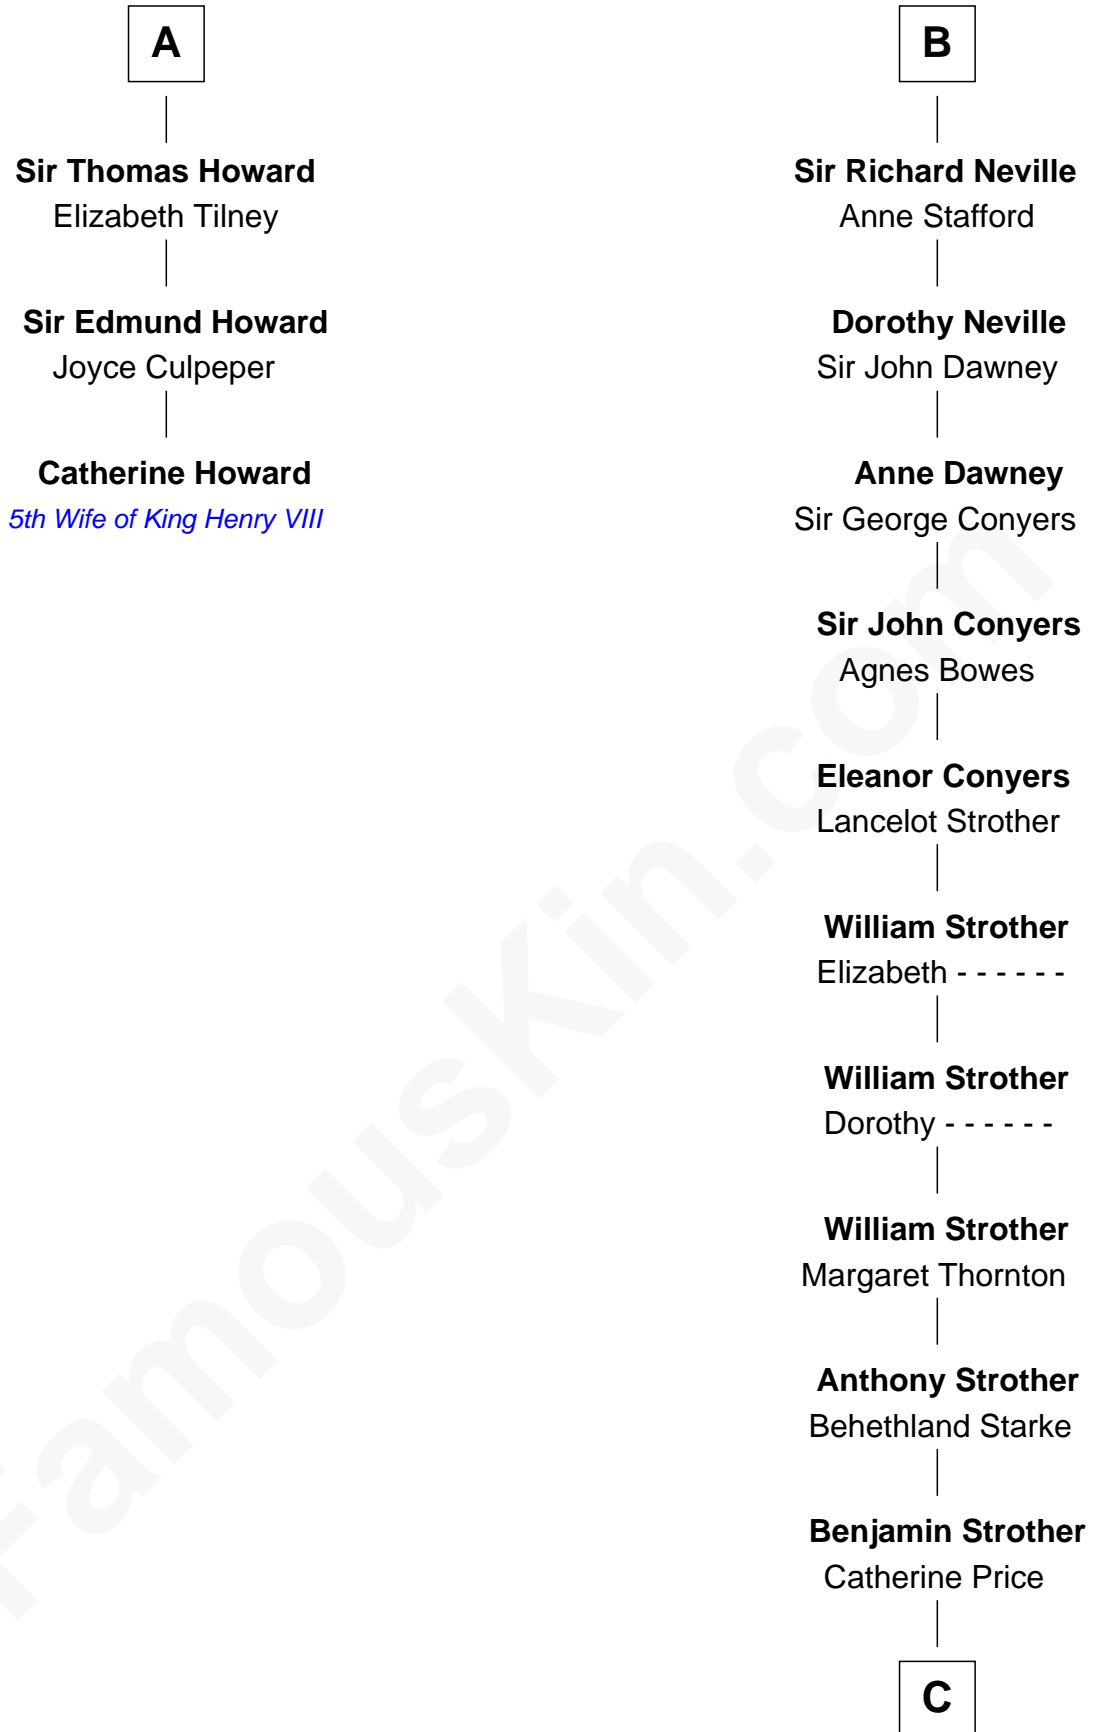 A
Sir Thomas Howard
Elizabeth Tilney
Sir Edmund Howard
Joyce Culpeper
Catherine Howard
5th Wife of King Henry VIII
B
Sir Richard Neville
Anne Stafford
Dorothy Neville
Sir John Dawney
Anne Dawney
Sir George Conyers
Sir John Conyers
Agnes Bowes
Eleanor Conyers
Lancelot Strother
William Strother
Elizabeth - - - - - -
William Strother
Dorothy - - - - - -
William Strother
Margaret Thornton
Anthony Strother
Behethland Starke
Benjamin Strother
Catherine Price
C
FamousKin.com